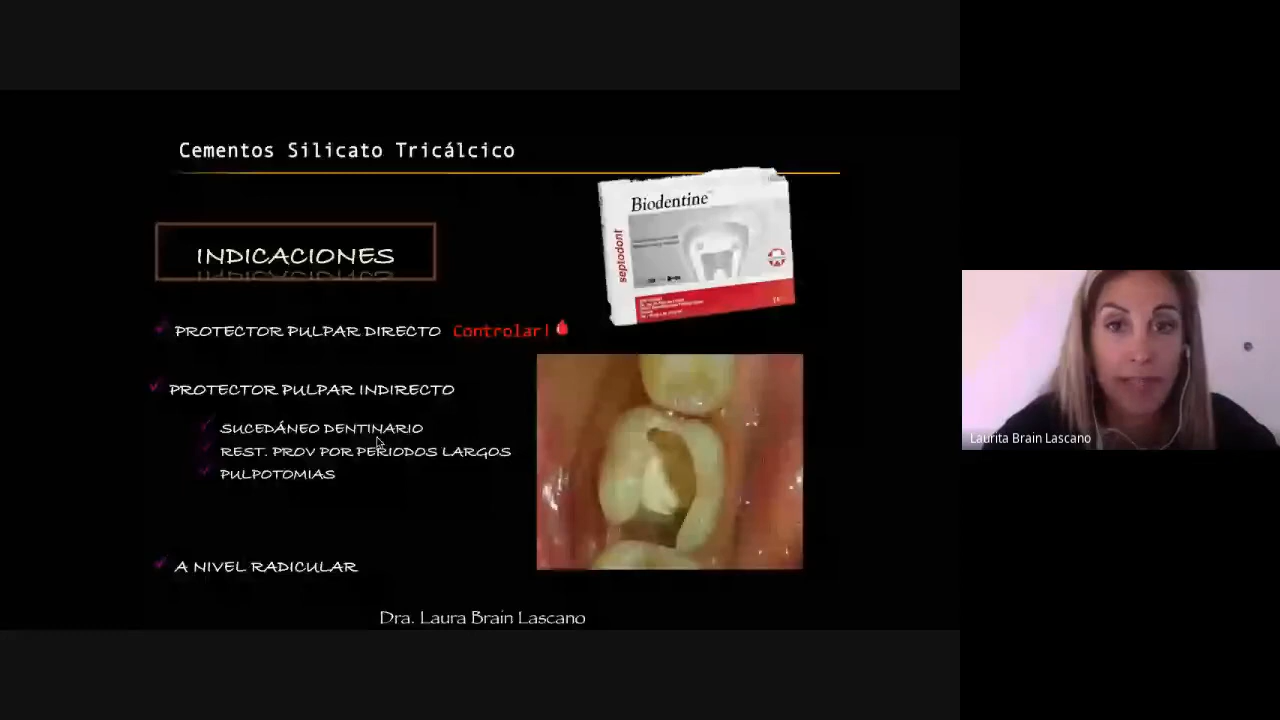 Cementos Silicato Tricálcico
Biodentine
septodont
INDICACIONES
PROTECTOR PULPAR DIRECTO Controlar!
PROTECTOR PULPAR INDIRECTO
SUCEDÁNEO DENTINARIO
REST. PROV POR PERIODOS LARGOS
PULPOTOMIAS
A NIVEL RADICULAR
Dra. Laura Brain Lascano
Laurita Brain Lascano